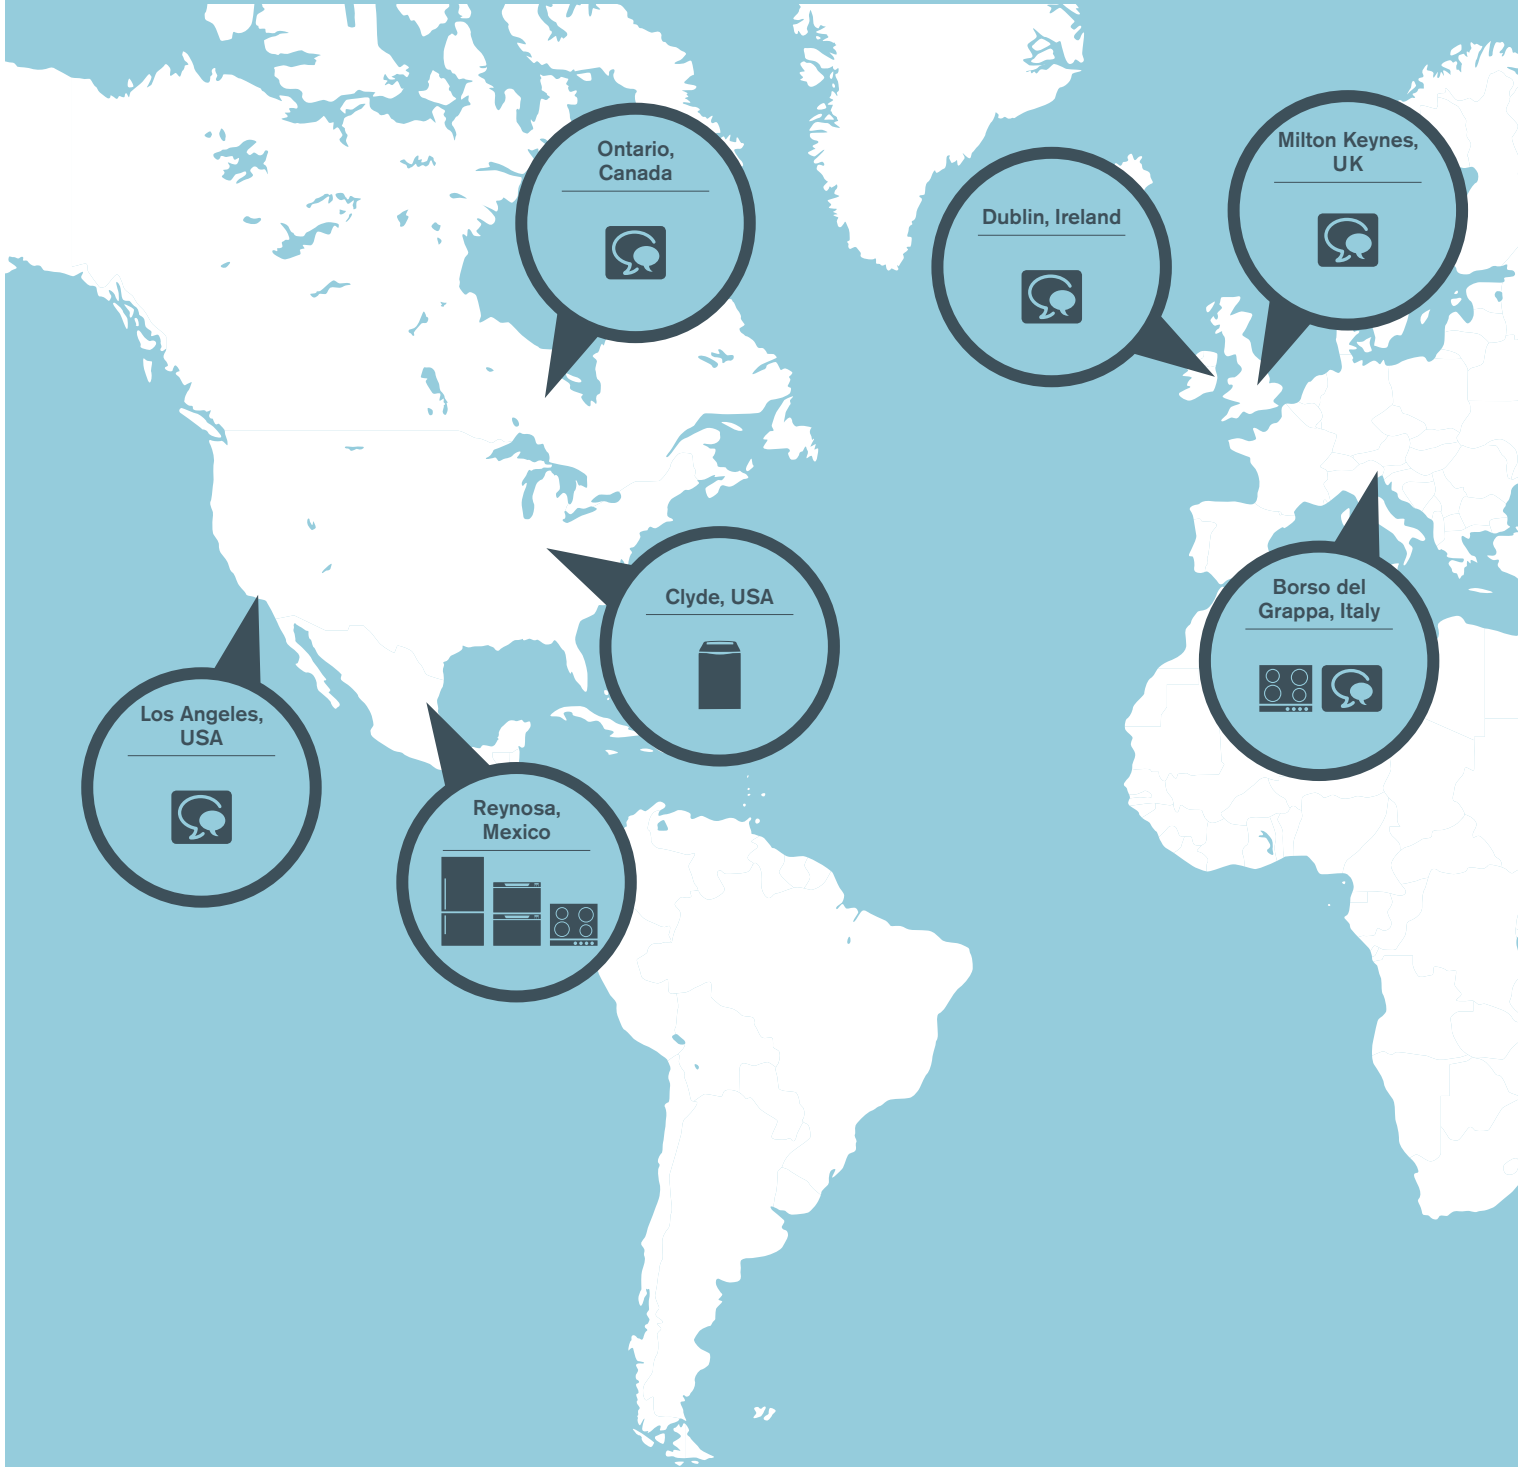 Ontario,
Canada
Dublin, Ireland
Milton Keynes,
UK
Clyde, USA
Borso del
Grappa, Italy
Los Angeles,
USA
Reynosa,
Mexico